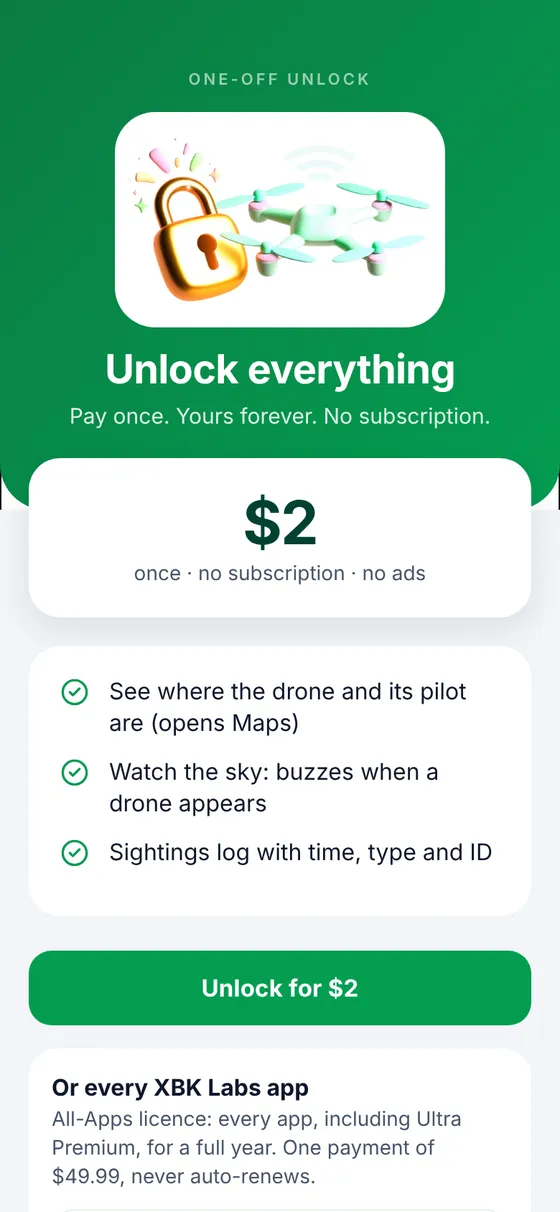 ONE-OFF UNLOCK
Unlock everything
Pay once. Yours forever. No subscription.
$2
once · no subscription · no ads
See where the drone and its pilot
are (opens Maps)
Watch the sky: buzzes when a
drone appears
Sightings log with time, type and ID
Unlock for $2
Or every XBK Labs app
All-Apps licence: every app, including Ultra
Premium, for a full year. One payment of
$49.99, never auto-renews.